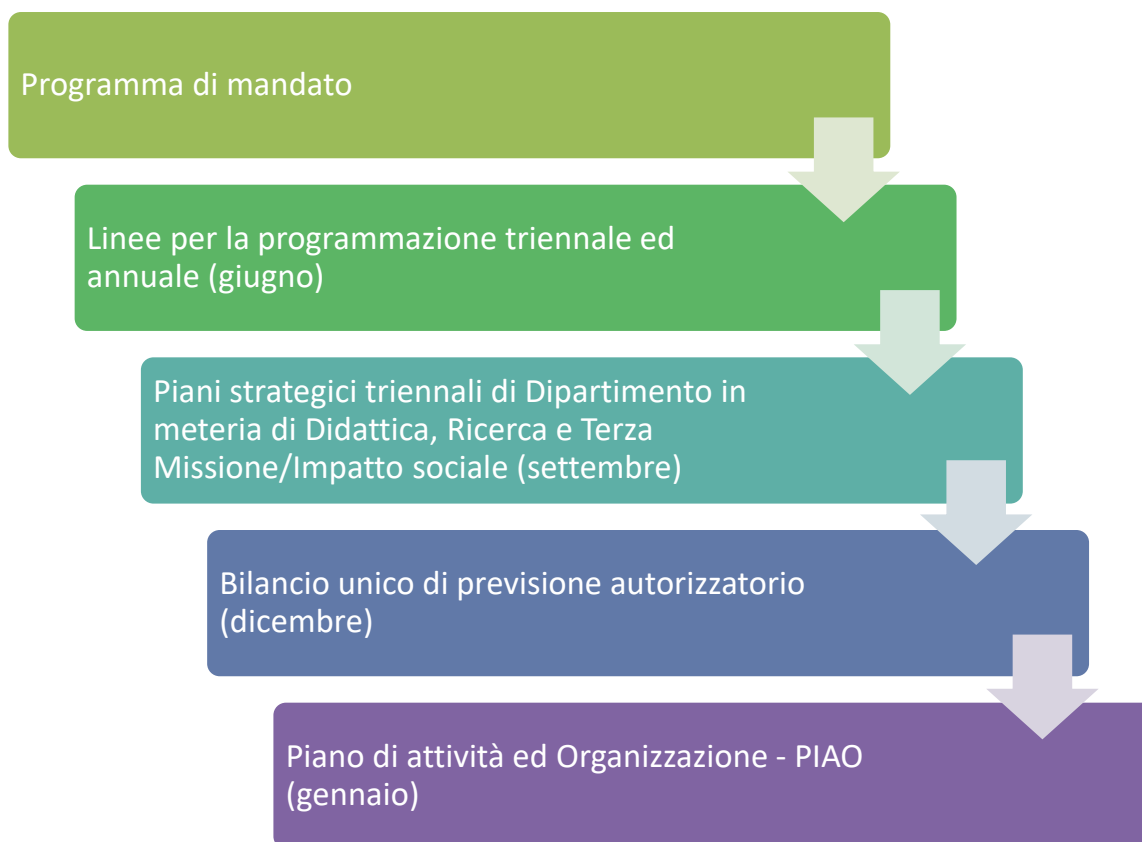 Programma di mandato
Linee per la programmazione triennale ed
annuale (giugno)
Piani strategici triennali di Dipartimento in
meteria di Didattica, Ricerca e Terza
Missione/Impatto sociale (settembre)
Bilancio unico di previsione autorizzatorio
(dicembre)
Piano di attività ed Organizzazione - PIAO
(gennaio)